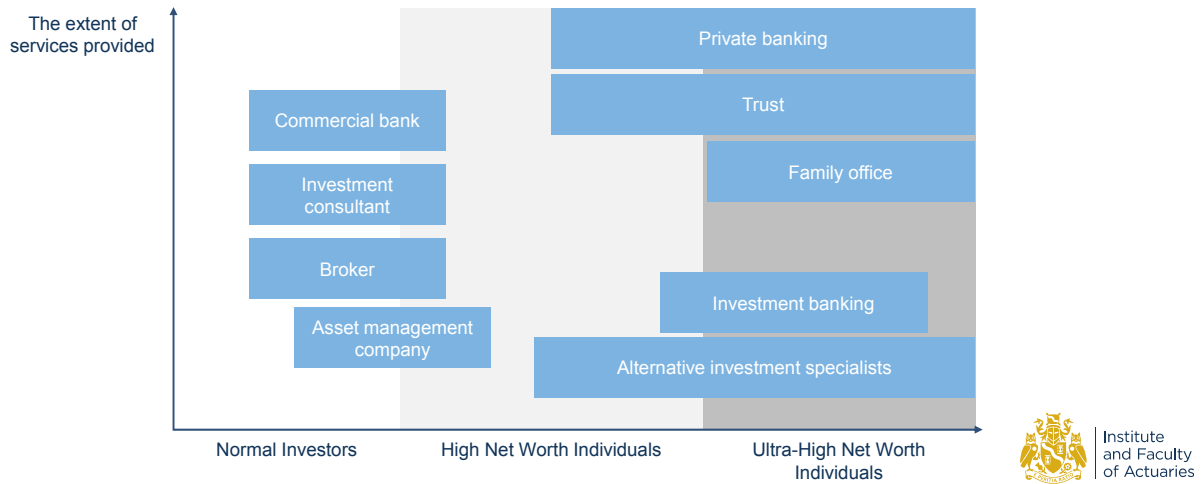 The extent of
services provided
Private banking
Trust
Commercial bank
Family office
Investment
consultant
Broker
Investment banking
Asset management
company
Alternative investment specialists
Normal Investors
High Net Worth Individuals
Ultra-High Net Worth
Individuals
Institute
and Faculty
of Actuaries